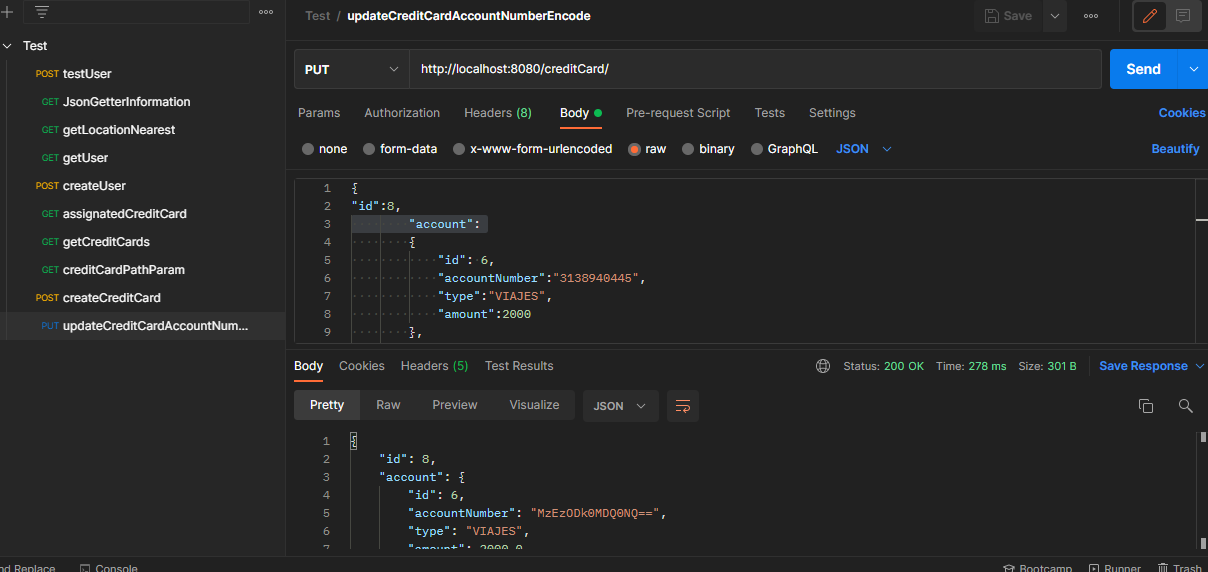 Test / updateCreditCardAccountNumberEncode
Save
Test
POST testUser
GET JsonGetterInformation
GET getLocationNearest
GET getUser
POST createUser
GET assignatedCreditCard
GET getCreditCards
GET creditCardPathParam
POST createCreditCard
PUT updateCreditCardAccountNum...
PUT http://localhost:8080/creditCard/ Send
Params Authorization Headers (8) Body Pre-request Script Tests Settings Cookies
none form-data x-www-form-urlencoded raw binary GraphQL JSON Beautify
1 {
2 "id":8,
3 "account":
4 {
5 "id": 6,
6 "accountNumber":"3138940445",
7 "type":"VIAJES",
8 "amount":2000
9 },
Body Cookies Headers (5) Test Results Status: 200 OK Time: 278 ms Size: 301 B Save Response
Pretty Raw Preview Visualize JSON
1 {
2 "id": 8,
3 "account": {
4 "id": 6,
5 "accountNumber": "MzEzODk0MDQ0NQ==",
6 "type": "VIAJES",
7 "amount": 2000.0
nd Replace Console Bootcamp Runner Trash